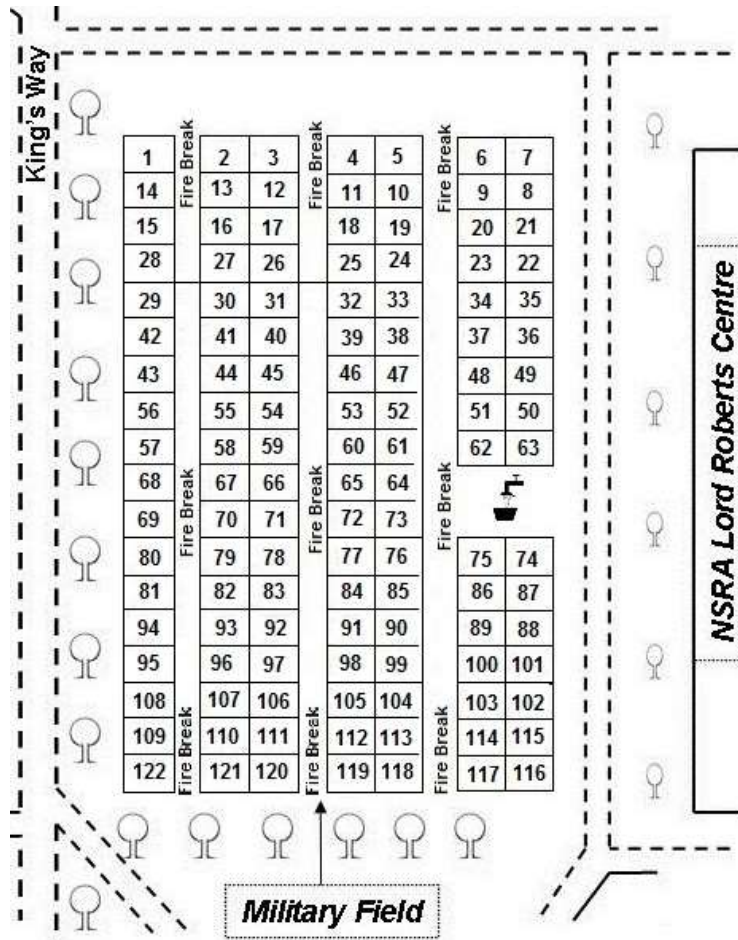 King's Way
Fire Break
Fire Break
Fire Break
1 2 3 4 5 6 7
14 13 12 11 10 9 8
15 16 17 18 19 20 21
28 27 26 25 24 23 22
29 30 31 32 33 34 35
42 41 40 39 38 37 36
43 44 45 46 47 48 49
56 55 54 53 52 51 50
57 58 59 60 61 62 63
Fire Break
Fire Break
Fire Break
68 67 66 65 64
69 70 71 72 73
80 79 78 77 76 75 74
81 82 83 84 85 86 87
94 93 92 91 90 89 88
95 96 97 98 99 100 101
Fire Break
Fire Break
Fire Break
108 107 106 105 104 103 102
109 110 111 112 113 114 115
122 121 120 119 118 117 116
NSRA Lord Roberts Centre
Military Field